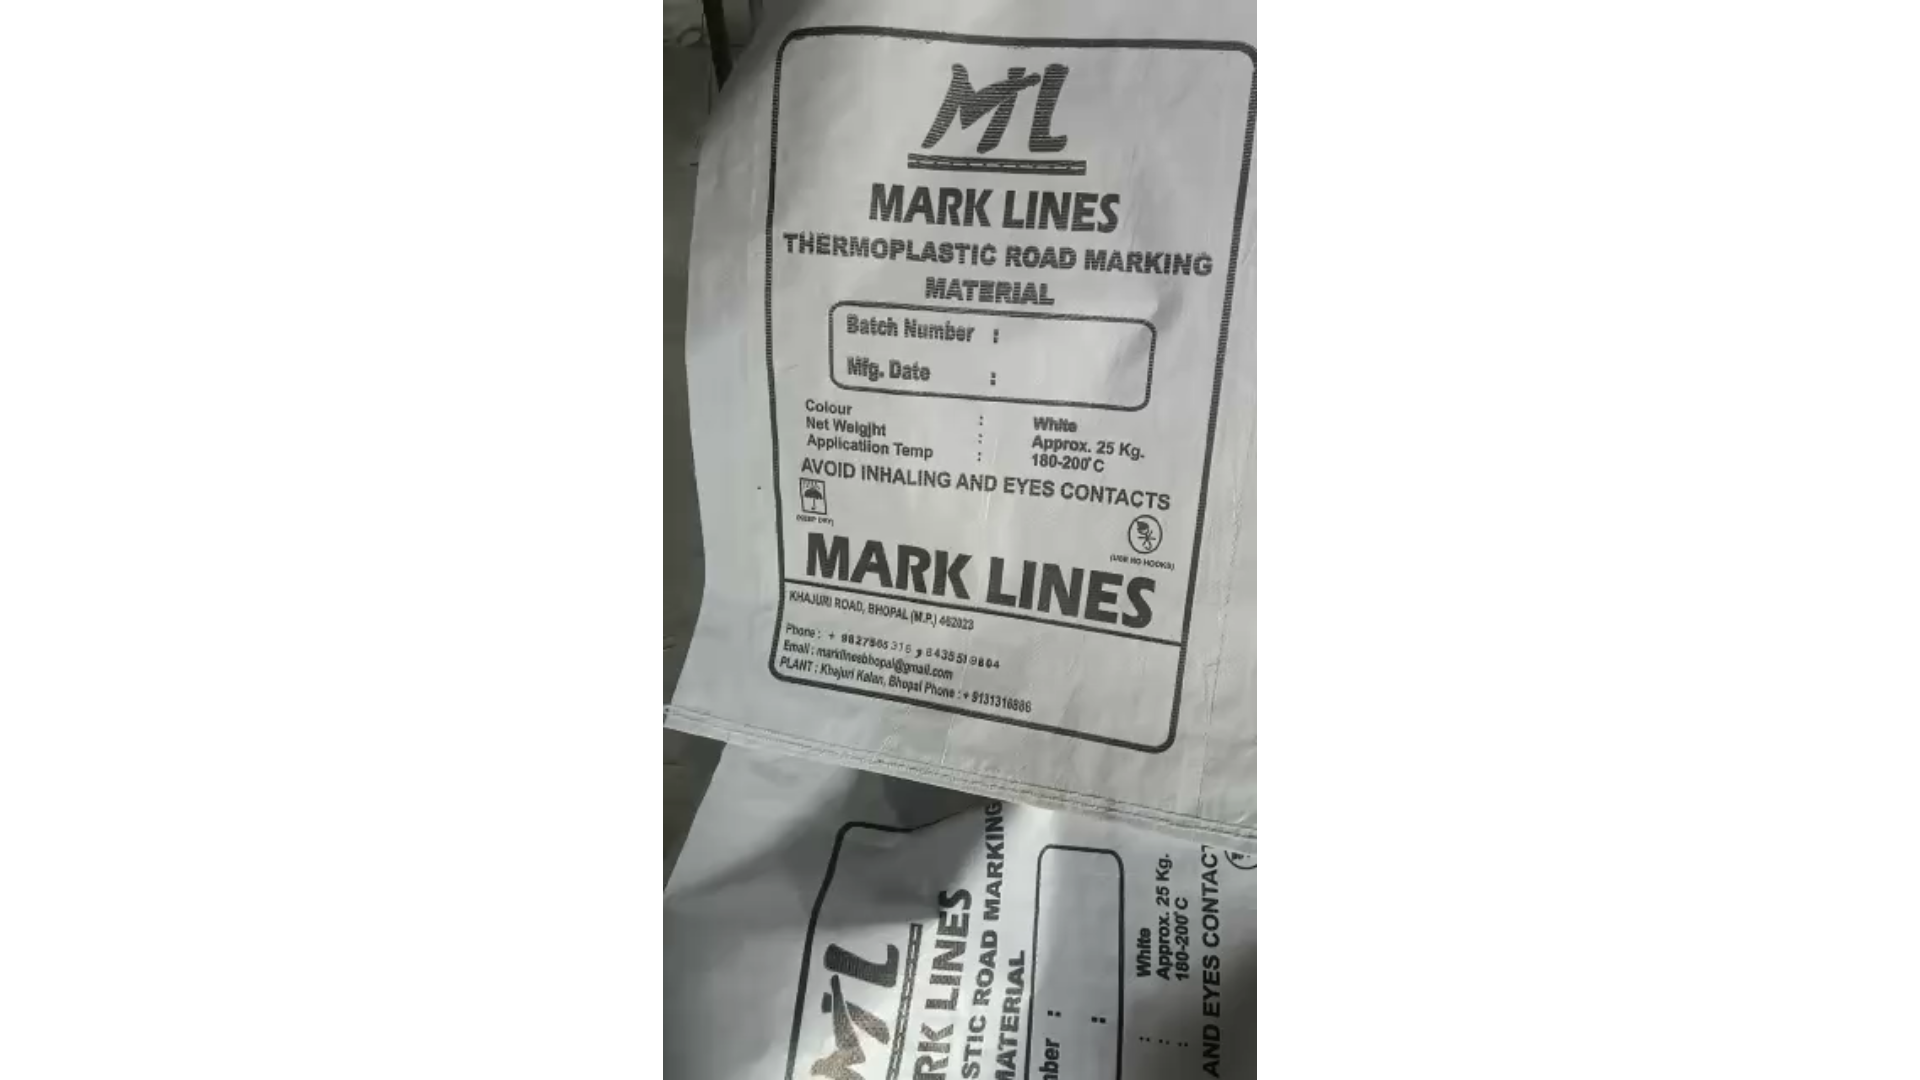 ML
MARK LINES
THERMOPLASTIC ROAD MARKING
MATERIAL
Batch Number :
Mfg. Date :
Colour : White
Net Weigjht : Approx. 25 Kg.
Applicatiion Temp : 180-200°C
AVOID INHALING AND EYES CONTACTS
(KEEP DRY)
(USE NO HOOKS)
MARK LINES
KHAJURI ROAD, BHOPAL (M.P.) 462023
Phone : + 9827565316, 8435519804
Email : marklinesbhopal@gmail.com
PLANT : Khajuri Kalan, Bhopal Phone : + 9131316886
ML
RK LINES
STIC ROAD MARKING
MATERIAL
nber :
:
: White
: Approx. 25 Kg.
: 180-200°C
AND EYES CONTACT